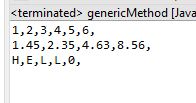 <terminated> genericMethod [Java
1,2,3,4,5,6,
1.45,2.35,4.63,8.56,
H,E,L,L,0,